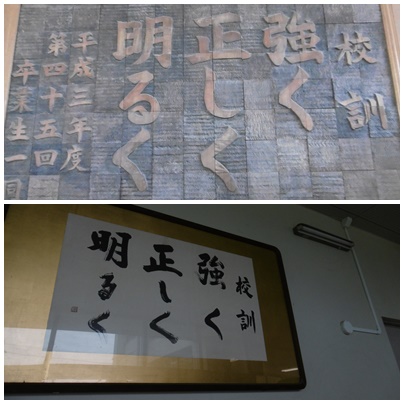 校訓
強く
正しく
明るく
平成三年度
第四十五回
卒業生一同
校訓
強く
正しく
明るく